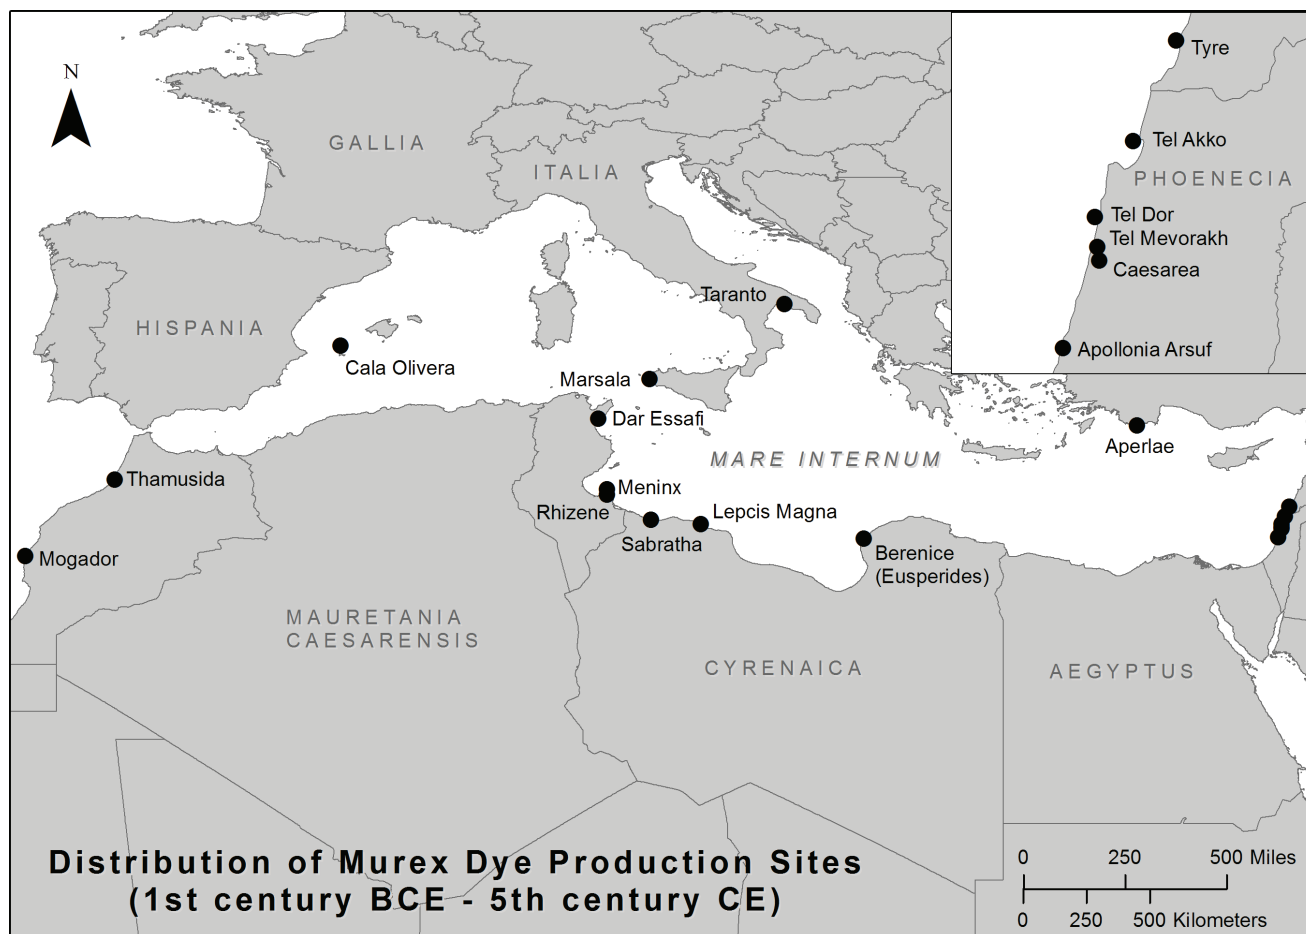 N
GALLIA
ITALIA
HISPANIA
Cala Olivera
Taranto
Marsala
Dar Essafi
MARE INTERNUM
Aperlae
Thamusida
Meninx
Rhizene
Lepcis Magna
Sabratha
Mogador
Berenice
(Eusperides)
MAURETANIA
CAESARENSIS
CYRENAICA
AEGYPTUS
Tyre
Tel Akko
PHOENECIA
Tel Dor
Tel Mevorakh
Caesarea
Apollonia Arsuf
Distribution of Murex Dye Production Sites
(1st century BCE - 5th century CE)
0 250 500 Miles
0 250 500 Kilometers